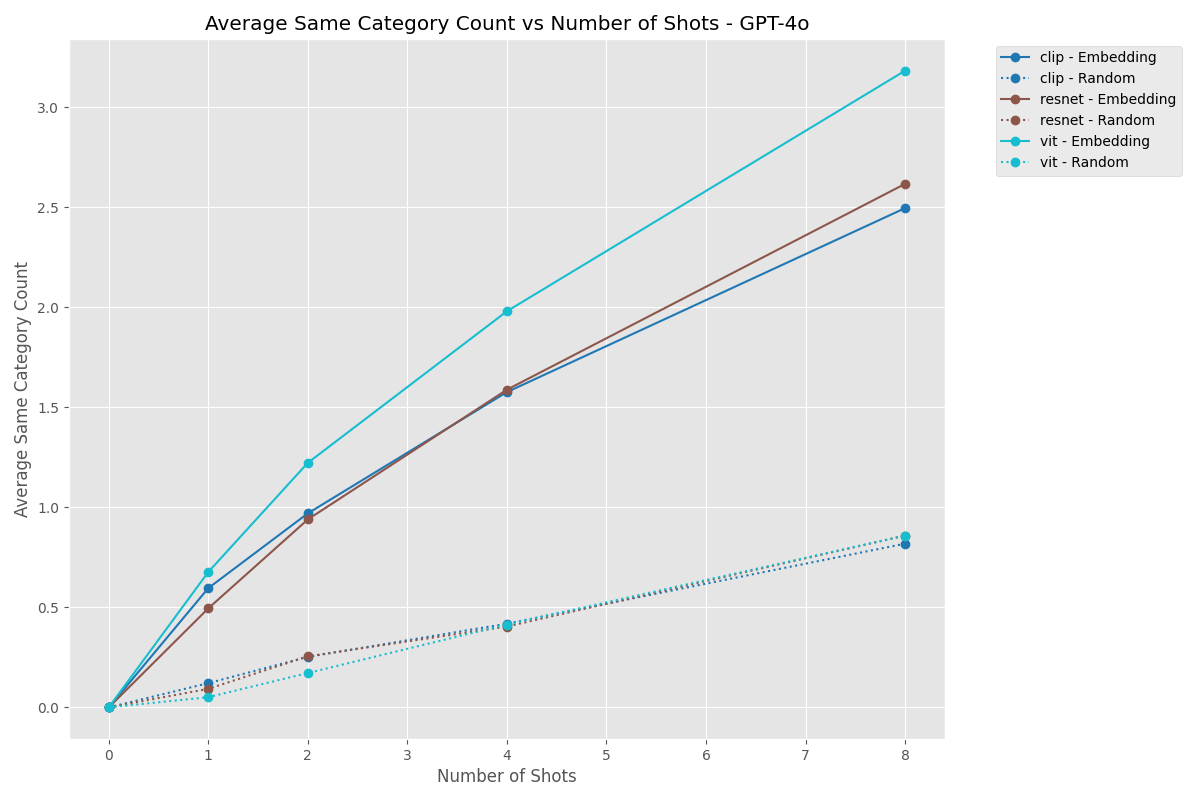 Average Same Category Count vs Number of Shots - GPT-4o
clip - Embedding
clip - Random
resnet - Embedding
resnet - Random
vit - Embedding
vit - Random
Average Same Category Count
3.0
2.5
2.0
1.5
1.0
0.5
0.0
0 1 2 3 4 5 6 7 8
Number of Shots